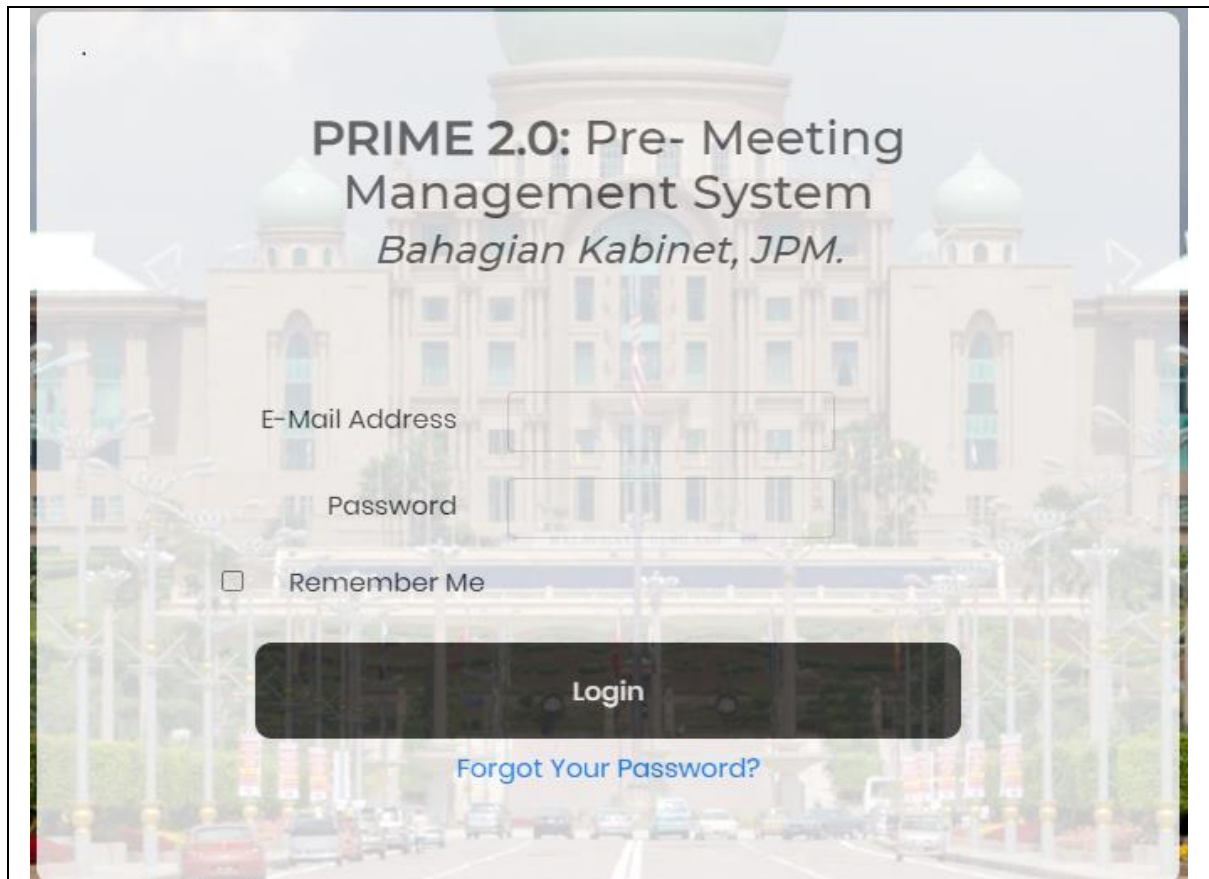 PRIME 2.0: Pre- Meeting
Management System
Bahagian Kabinet, JPM.
E-Mail Address
Password
Remember Me
Login
Forgot Your Password?